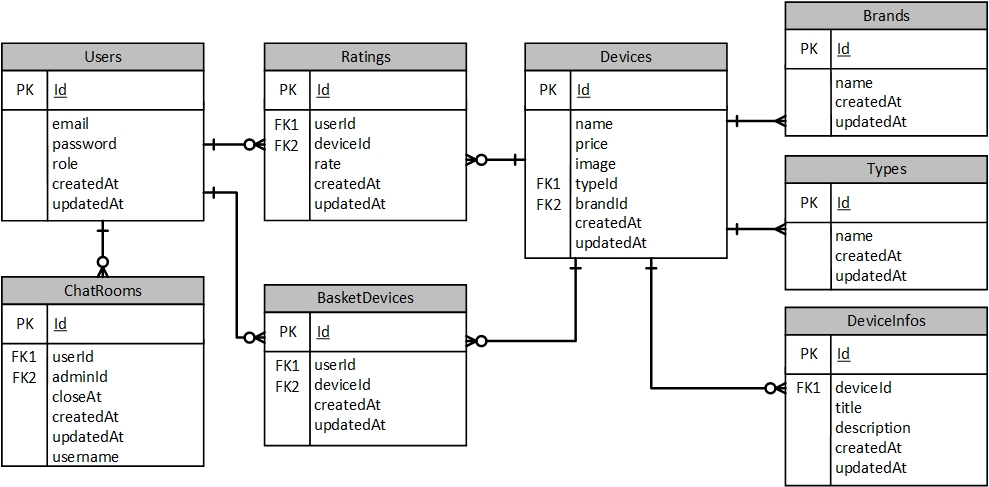 Users
PK Id
email
password
role
createdAt
updatedAt
Ratings
PK Id
FK1 userId
FK2 deviceId
rate
createdAt
updatedAt
Devices
PK Id
name
price
image
FK1 typeId
FK2 brandId
createdAt
updatedAt
Brands
PK Id
name
createdAt
updatedAt
Types
PK Id
name
createdAt
updatedAt
ChatRooms
PK Id
FK1 userId
FK2 adminId
closeAt
createdAt
updatedAt
username
BasketDevices
PK Id
FK1 userId
FK2 deviceId
createdAt
updatedAt
DeviceInfos
PK Id
FK1 deviceId
title
description
createdAt
updatedAt